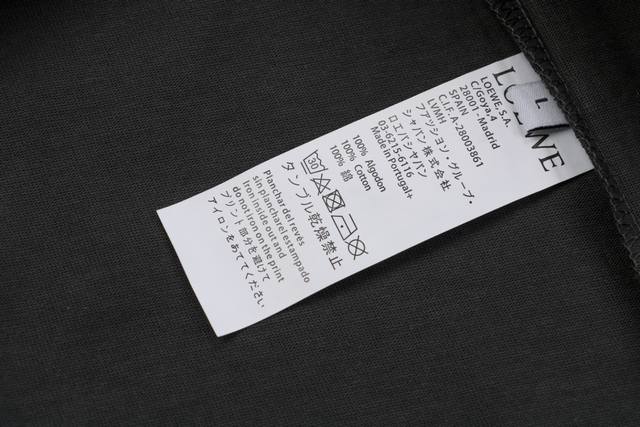 LOEWE
L
LOEWE, S.A.
C/Goya,4
28001 - Madrid
SPAIN
C.I.F. A-28003861
LVMH
ファッション・グループ・
ジャパン株式会社
ロエベジャパン
03-6215-6116
Made in Portugal+
100% Algodon
100% Cotton
100% 綿
30
タンブル乾燥禁止
Planchar del revés
sin planchar el estampado
Iron inside out and
do not iron on the print
プリント部分を避けて
アイロンをあててください